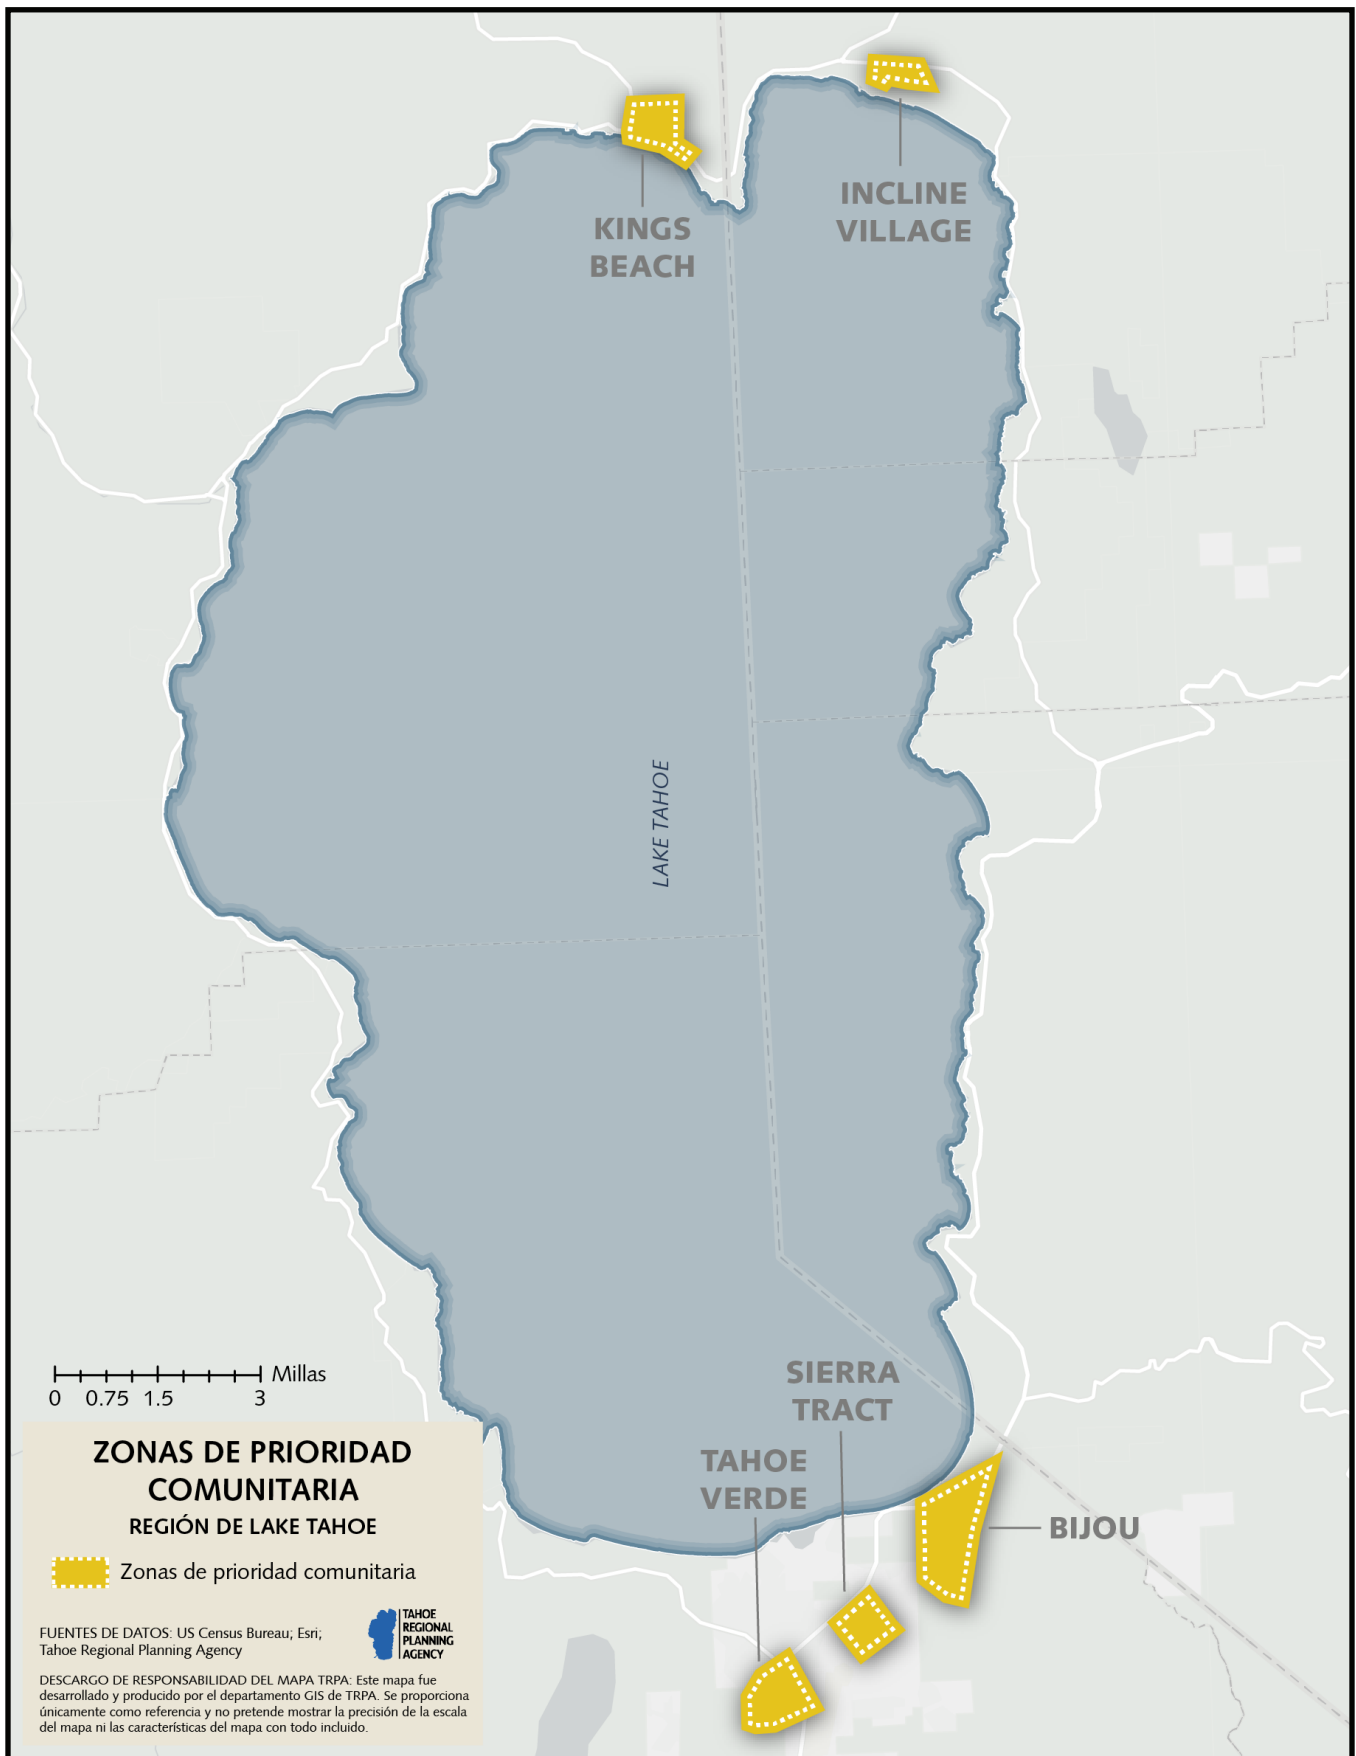 INCLINE
VILLAGE
KINGS
BEACH
LAKE TAHOE
SIERRA
TRACT
TAHOE
VERDE
BIJOU
Millas
0 0.75 1.5 3
ZONAS DE PRIORIDAD
COMUNITARIA
REGIÓN DE LAKE TAHOE
Zonas de prioridad comunitaria
FUENTES DE DATOS: US Census Bureau; Esri;
Tahoe Regional Planning Agency
TAHOE
REGIONAL
PLANNING
AGENCY
DESCARGO DE RESPONSABILIDAD DEL MAPA TRPA: Este mapa fue
desarrollado y producido por el departamento GIS de TRPA. Se proporciona
únicamente como referencia y no pretende mostrar la precisión de la escala
del mapa ni las características del mapa con todo incluido.